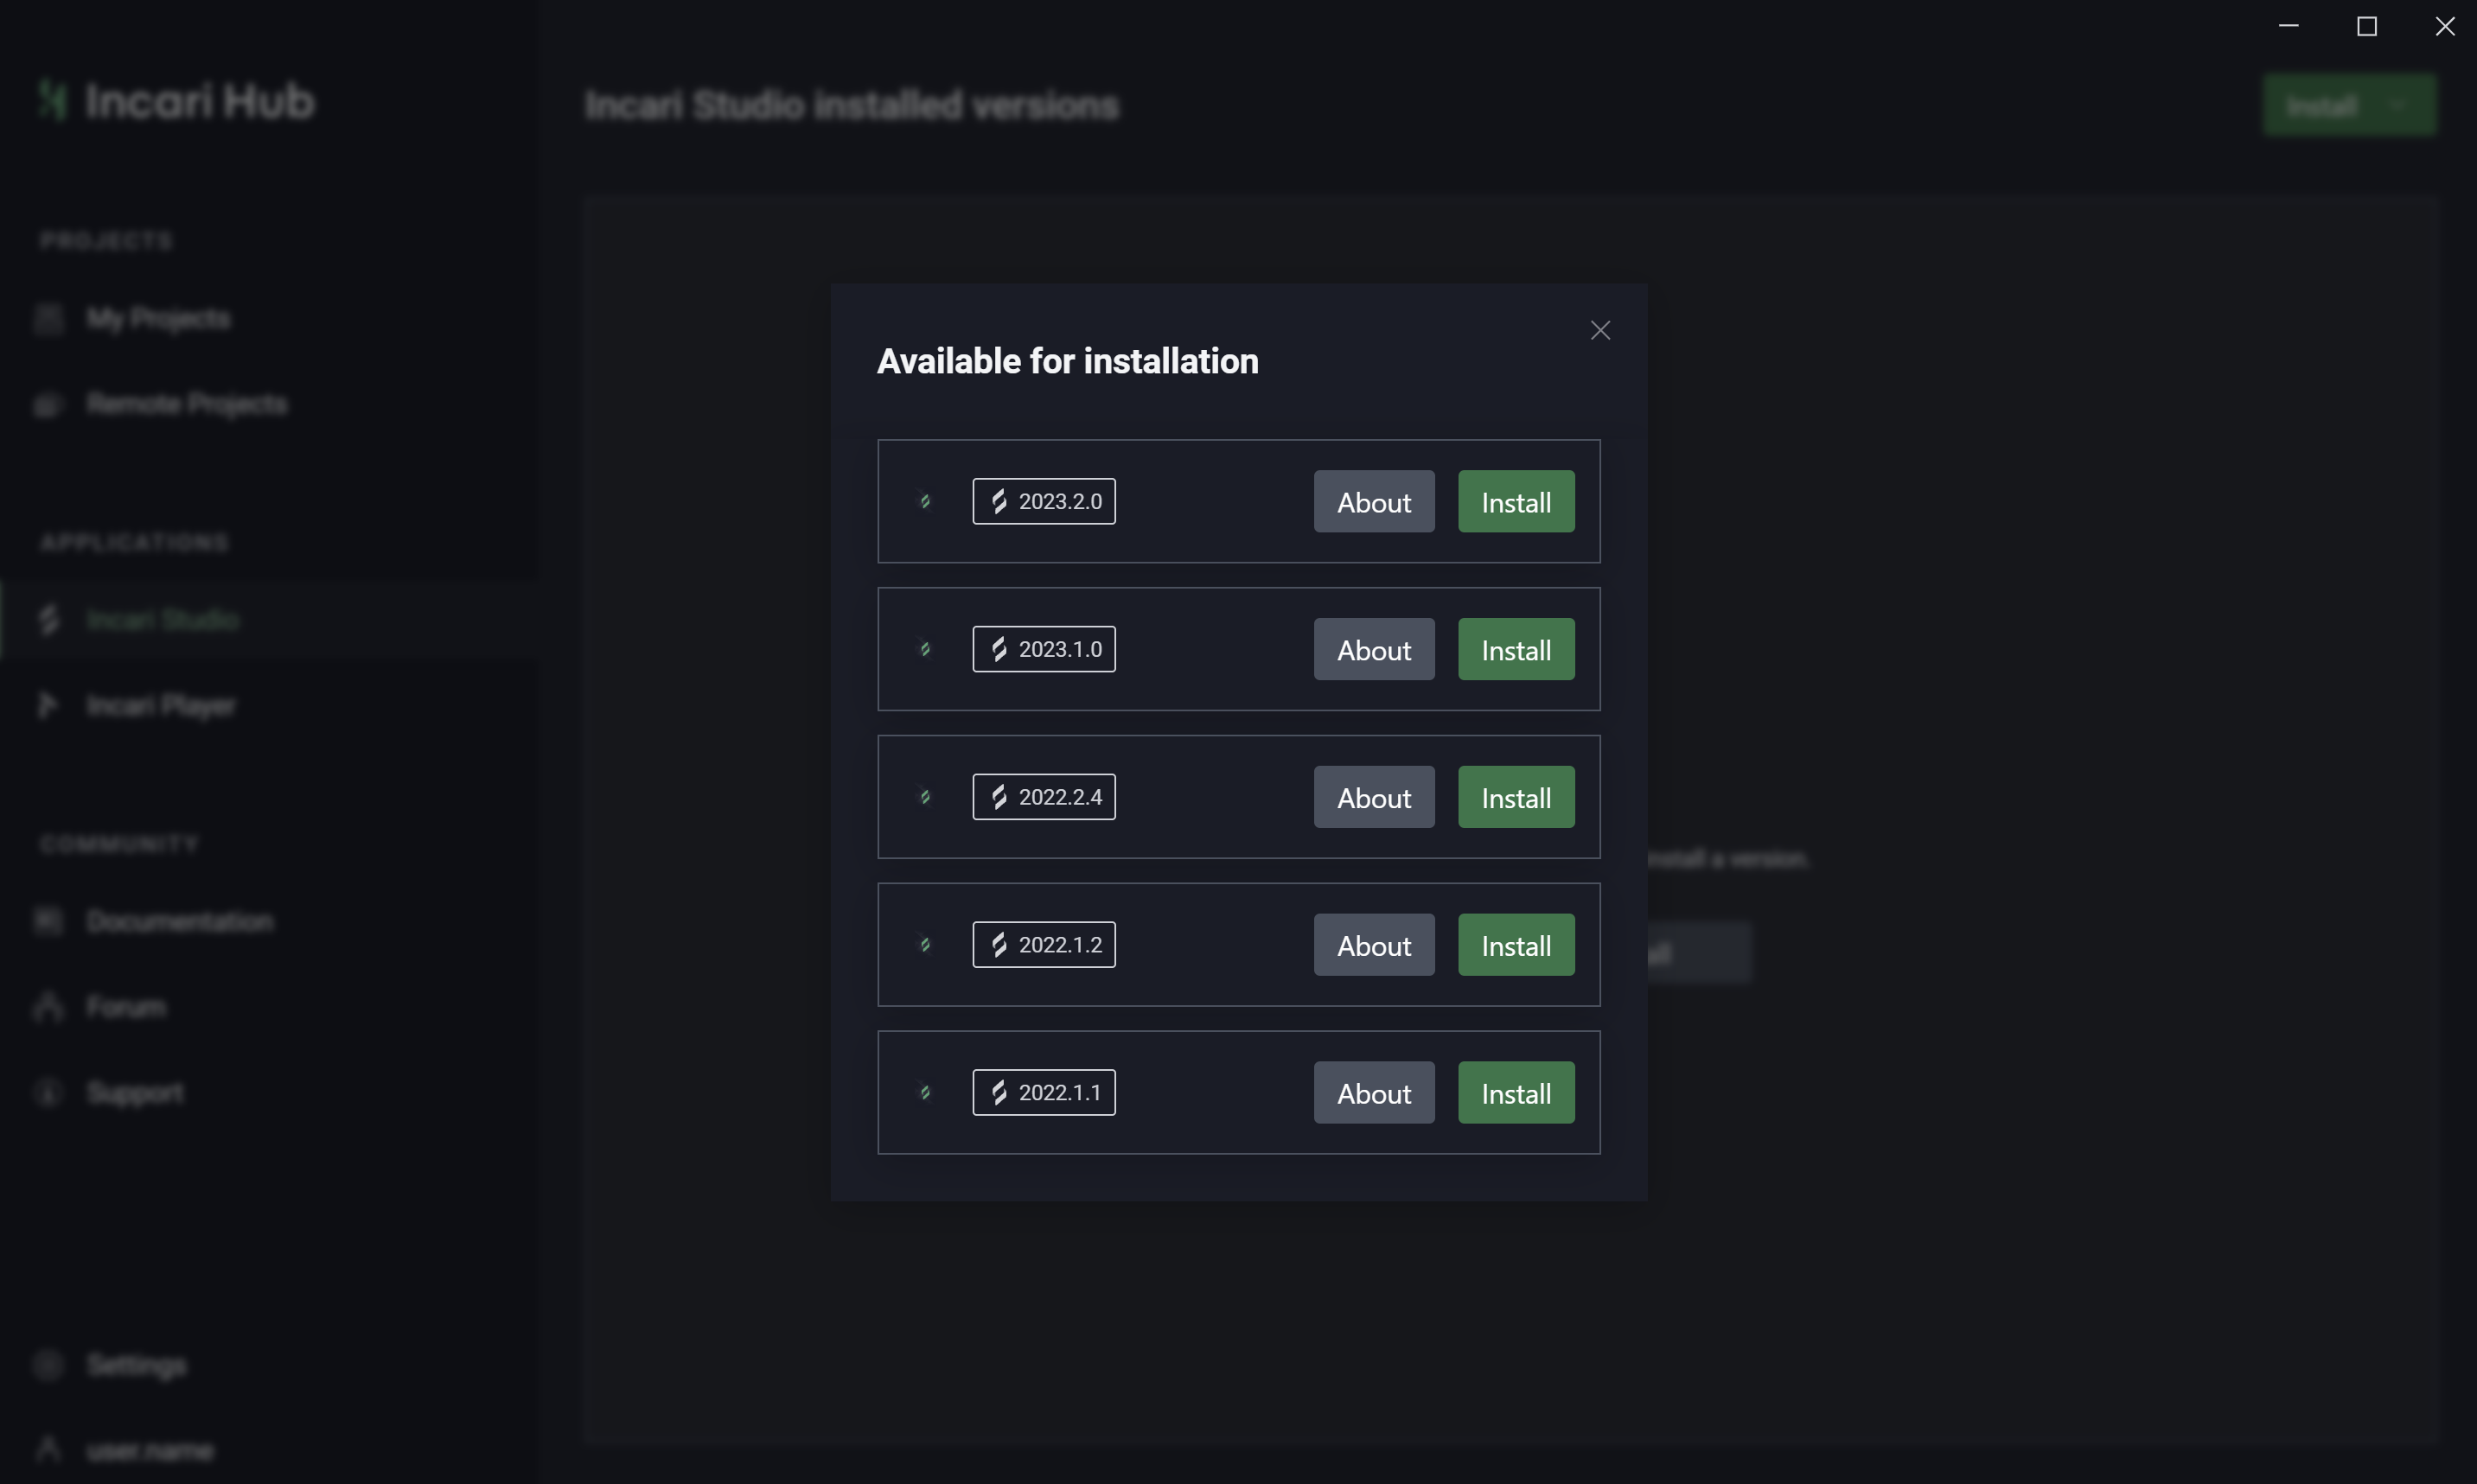 Incari Hub
Incari Studio installed versions
Install
PROJECTS
My Projects
Remote Projects
APPLICATIONS
Incari Studio
Incari Player
COMMUNITY
Documentation
Forum
Support
Settings
user.name
Available for installation
2023.2.0 About Install
2023.1.0 About Install
2022.2.4 About Install
2022.1.2 About Install
2022.1.1 About Install
a version.